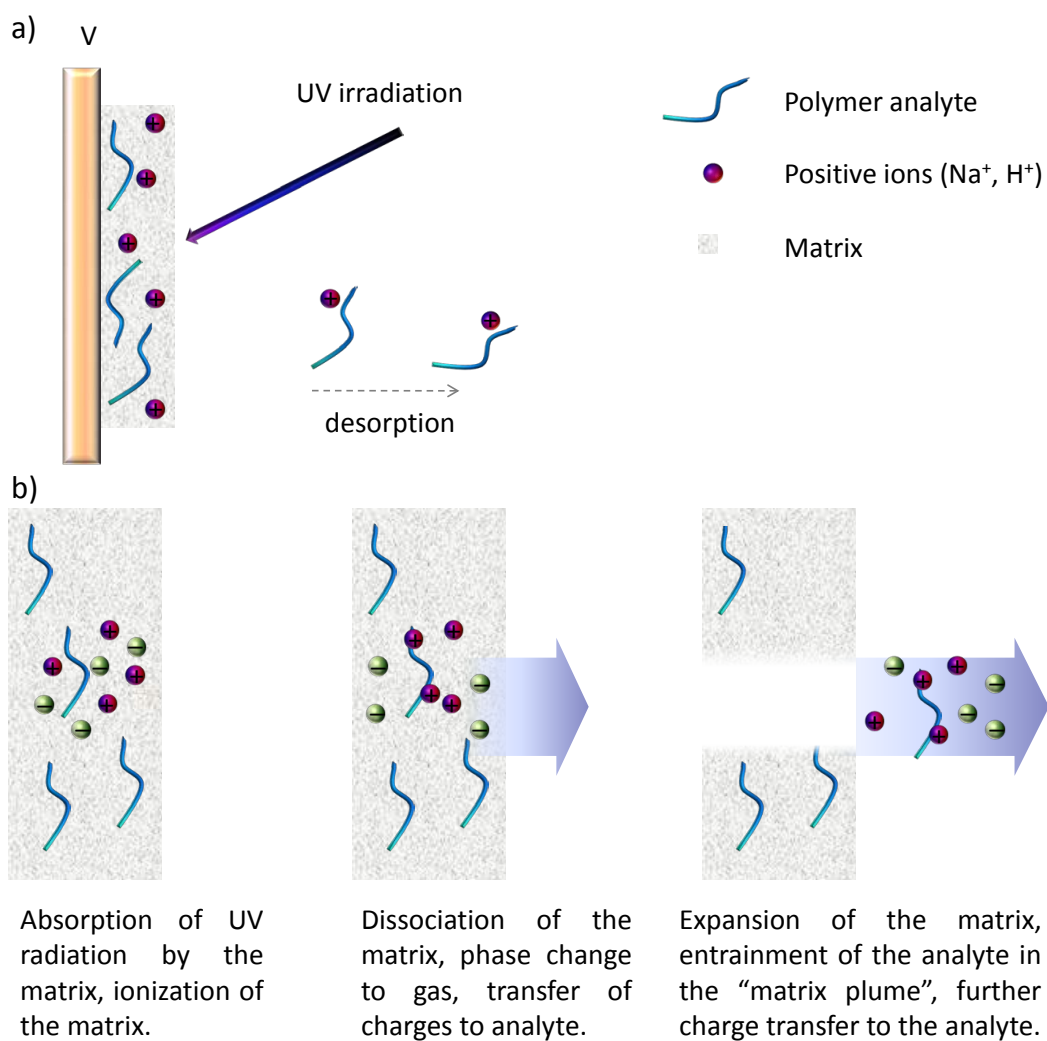 a)
V
UV irradiation
desorption
Polymer analyte
Positive ions (Na⁺, H⁺)
Matrix
b)
Absorption of UV
radiation by the
matrix, ionization of
the matrix.
Dissociation of the
matrix, phase change
to gas, transfer of
charges to analyte.
Expansion of the matrix,
entrainment of the analyte in
the “matrix plume”, further
charge transfer to the analyte.